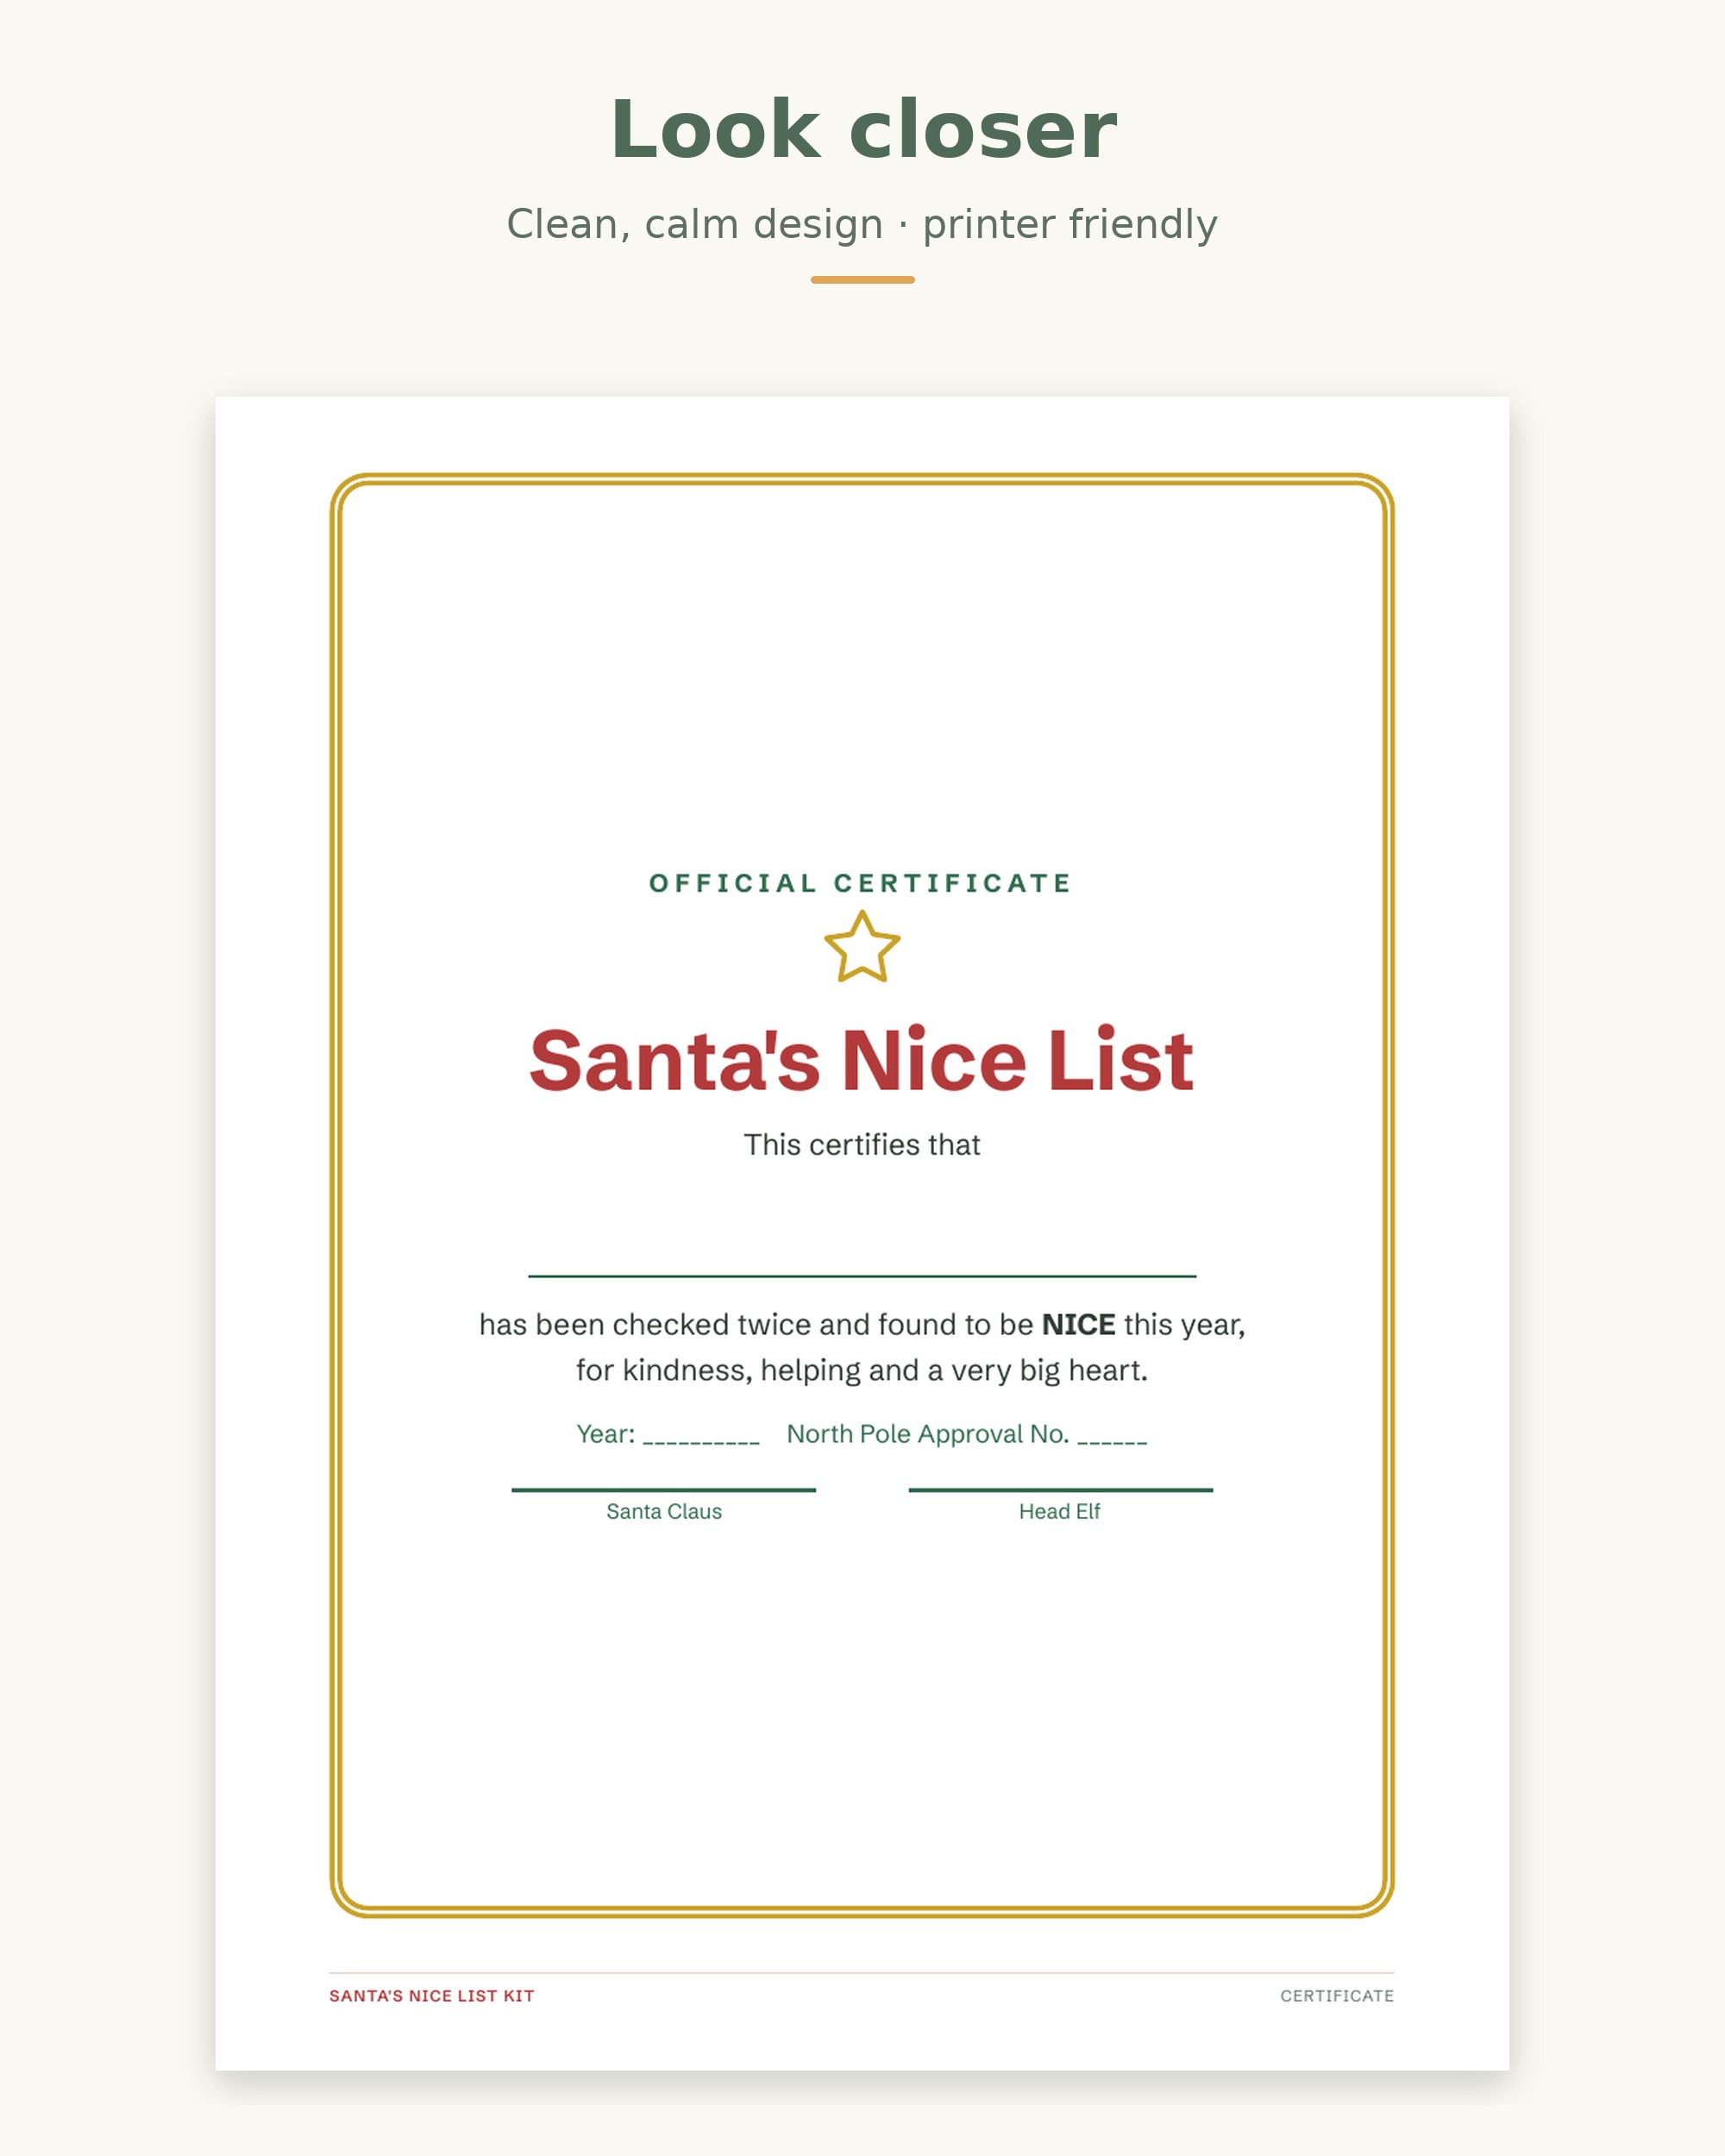 Look closer
Clean, calm design · printer friendly
OFFICIAL CERTIFICATE
Santa's Nice List
This certifies that
has been checked twice and found to be NICE this year,
for kindness, helping and a very big heart.
Year: __________ North Pole Approval No. ______
Santa Claus Head Elf
SANTA'S NICE LIST KIT CERTIFICATE